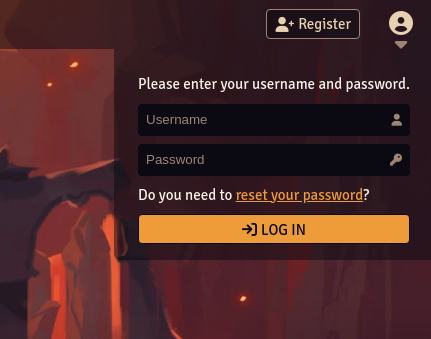 Register
Please enter your username and password.
Username
Password
Do you need to reset your password?
LOG IN